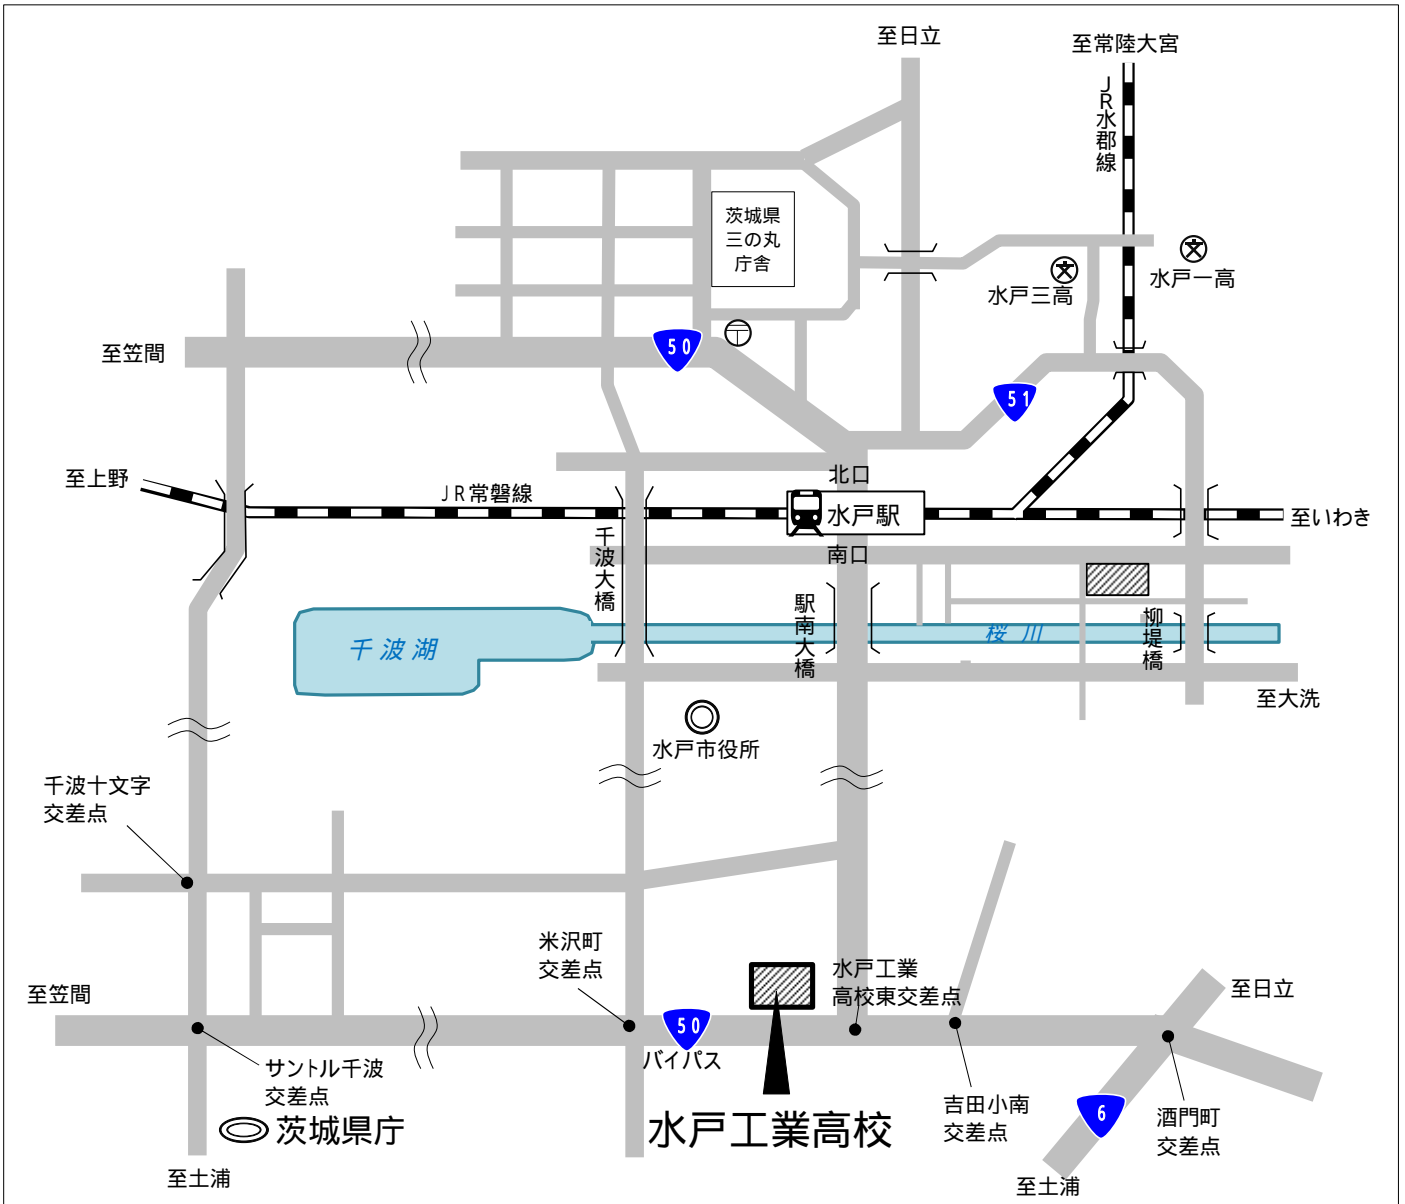 至日立
至常陸大宮
JR水郡線
茨城県
三の丸
庁舎
水戸三高
水戸一高
至笠間
50
51
至上野
JR常磐線
北口
水戸駅
南口
至いわき
千波大橋
駅南大橋
柳堤橋
千波湖
桜川
至大洗
水戸市役所
千波十文字
交差点
米沢町
交差点
水戸工業
高校東交差点
至笠間
至日立
50
バイパス
サントル千波
交差点
吉田小南
交差点
6
酒門町
交差点
茨城県庁
水戸工業高校
至土浦
至土浦